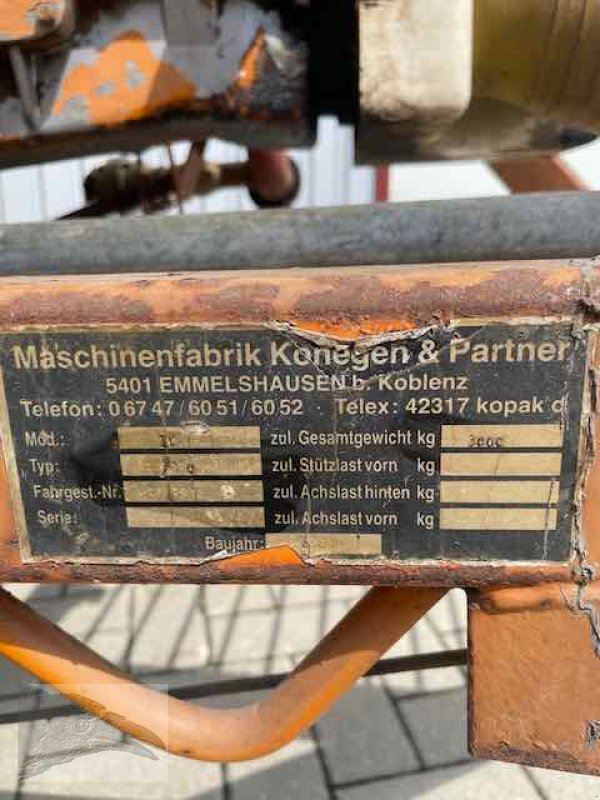 Maschinenfabrik Konegen & Partner
5401 EMMELSHAUSEN b. Koblenz
Telefon: 0 67 47 / 60 51 / 60 52 · Telex: 42317 kopak d
Mod.: zul. Gesamtgewicht kg
Typ: zul. Stützlast vorn kg
Fahrgest.-Nr. zul. Achslast hinten kg
Serie: zul. Achslast vorn kg
Baujahr: